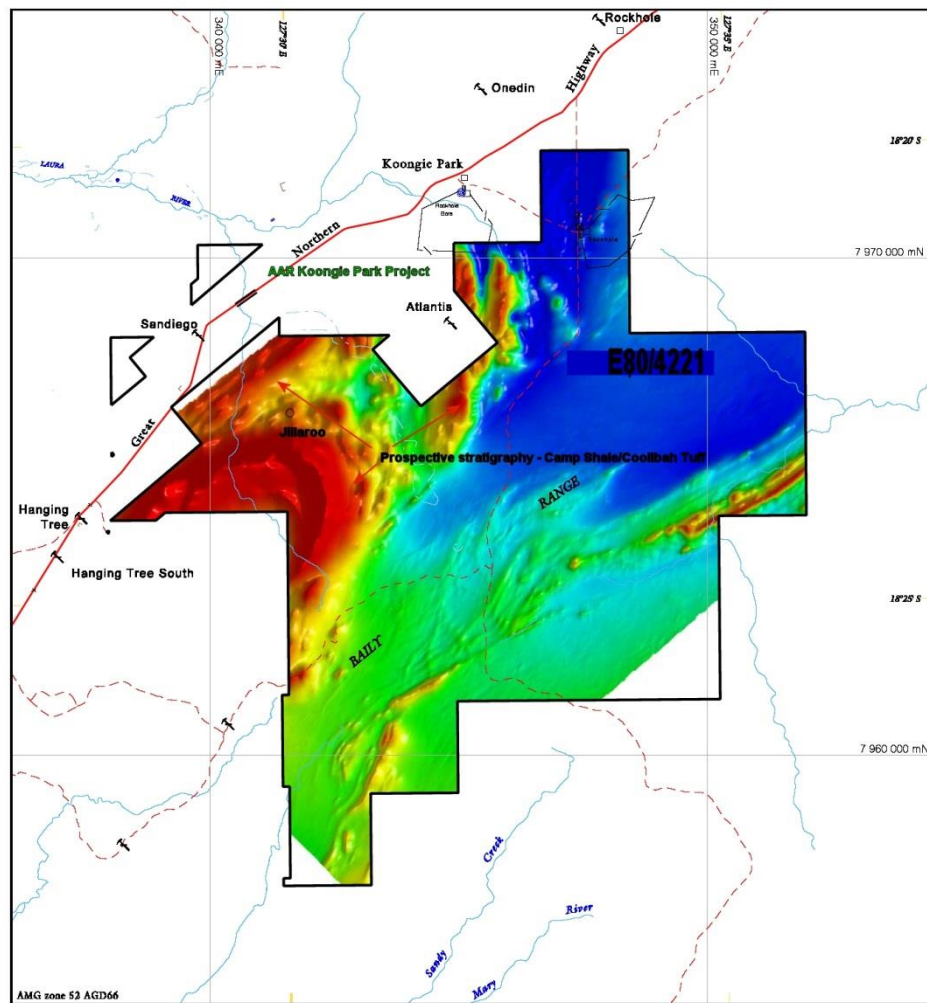 340 000 mE
127°30' E
Rockhole
350 000 mE
127°35' E
Highway
Onedin
18°20' S
LAURA
RIVER
Koongie Park
Rockhole
Bore
Northern
7 970 000 mN
AAR Koongie Park Project
Atlantis
Sandiego
E80/4221
Jillaroo
Great
Prospective stratigraphy - Camp Shale/Coolibah Tuff
RANGE
Hanging
Tree
Hanging Tree South
18°25' S
BAILY
7 960 000 mN
Creek
Sandy
River
Mary
AMG zone 52 AGD66